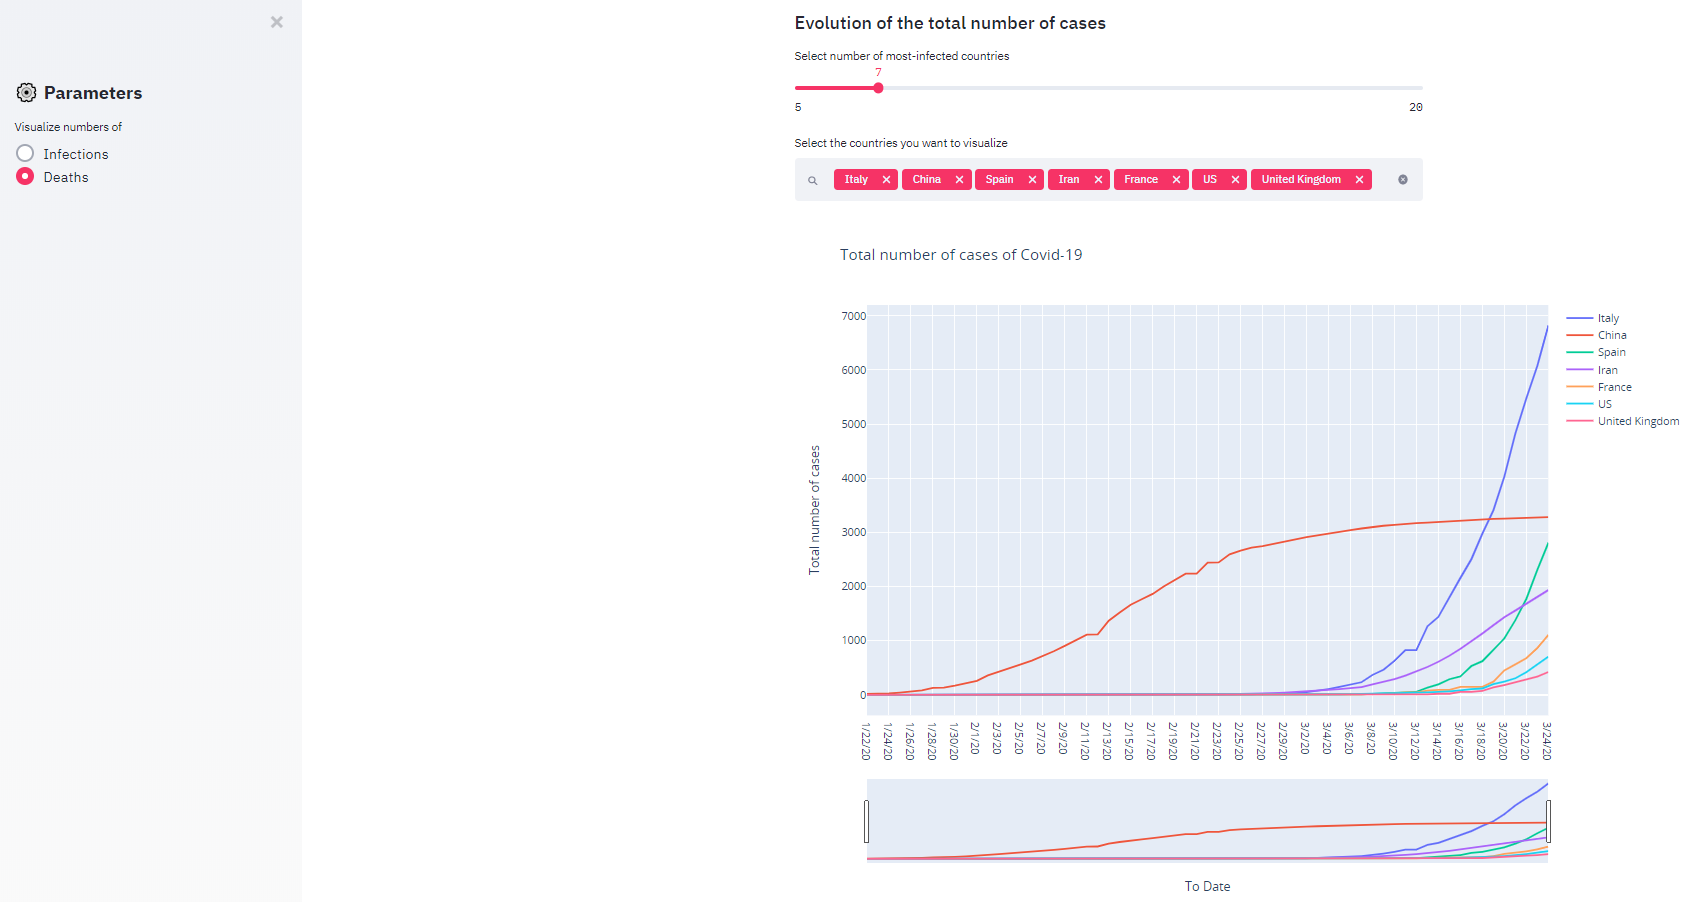 ×
Parameters
Visualize numbers of
Infections
Deaths
Evolution of the total number of cases
Select number of most-infected countries
7
5 20
Select the countries you want to visualize
Italy × China × Spain × Iran × France × US × United Kingdom ×
Total number of cases of Covid-19
Total number of cases
7000
6000
5000
4000
3000
2000
1000
0
1/22/20 1/24/20 1/26/20 1/28/20 1/30/20 2/1/20 2/3/20 2/5/20 2/7/20 2/9/20 2/11/20 2/13/20 2/15/20 2/17/20 2/19/20 2/21/20 2/23/20 2/25/20 2/27/20 2/29/20 3/2/20 3/4/20 3/6/20 3/8/20 3/10/20 3/12/20 3/14/20 3/16/20 3/18/20 3/20/20 3/22/20 3/24/20
Italy
China
Spain
Iran
France
US
United Kingdom
To Date